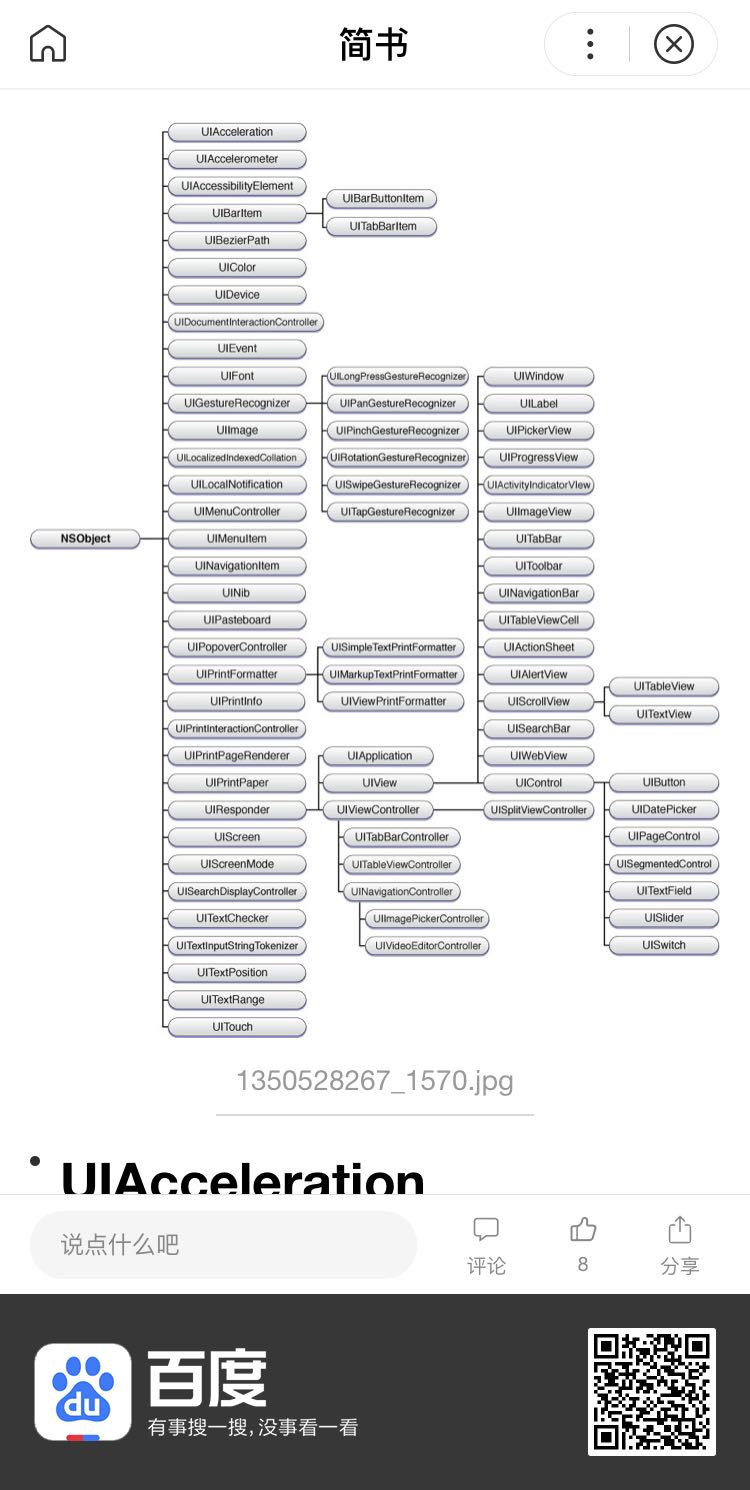 简书
UIAcceleration
UIAccelerometer
UIAccessibilityElement
UIBarItem
UIBarButtonItem
UITabBarItem
UIBezierPath
UIColor
UIDevice
UIDocumentInteractionController
UIEvent
UIFont
UIGestureRecognizer
UIImage
UILocalizedIndexedCollation
UILocalNotification
UIMenuController
NSObject
UIMenuItem
UINavigationItem
UINib
UIPasteboard
UIPopoverController
UIPrintFormatter
UIPrintInfo
UIPrintInteractionController
UIPrintPageRenderer
UIPrintPaper
UIResponder
UIScreen
UIScreenMode
UISearchDisplayController
UITextChecker
UITextInputStringTokenizer
UITextPosition
UITextRange
UITouch
UILongPressGestureRecognizer
UIPanGestureRecognizer
UIPinchGestureRecognizer
UIRotationGestureRecognizer
UISwipeGestureRecognizer
UITapGestureRecognizer
UISimpleTextPrintFormatter
UIMarkupTextPrintFormatter
UIViewPrintFormatter
UIApplication
UIView
UIViewController
UITabBarController
UITableViewController
UINavigationController
UIImagePickerController
UIVideoEditorController
UIWindow
UILabel
UIPickerView
UIProgressView
UIActivityIndicatorVIew
UIImageView
UITabBar
UIToolbar
UINavigationBar
UITableViewCell
UIActionSheet
UIAlertView
UIScrollView
UISearchBar
UIWebView
UIControl
UISplitViewController
UITableView
UITextView
UIButton
UIDatePicker
UIPageControl
UISegmentedControl
UITextField
UISlider
UISwitch
1350528267_1570.jpg
• UIAcceleration
说点什么吧
评论
8
分享
du
百度
有事搜一搜,没事看一看